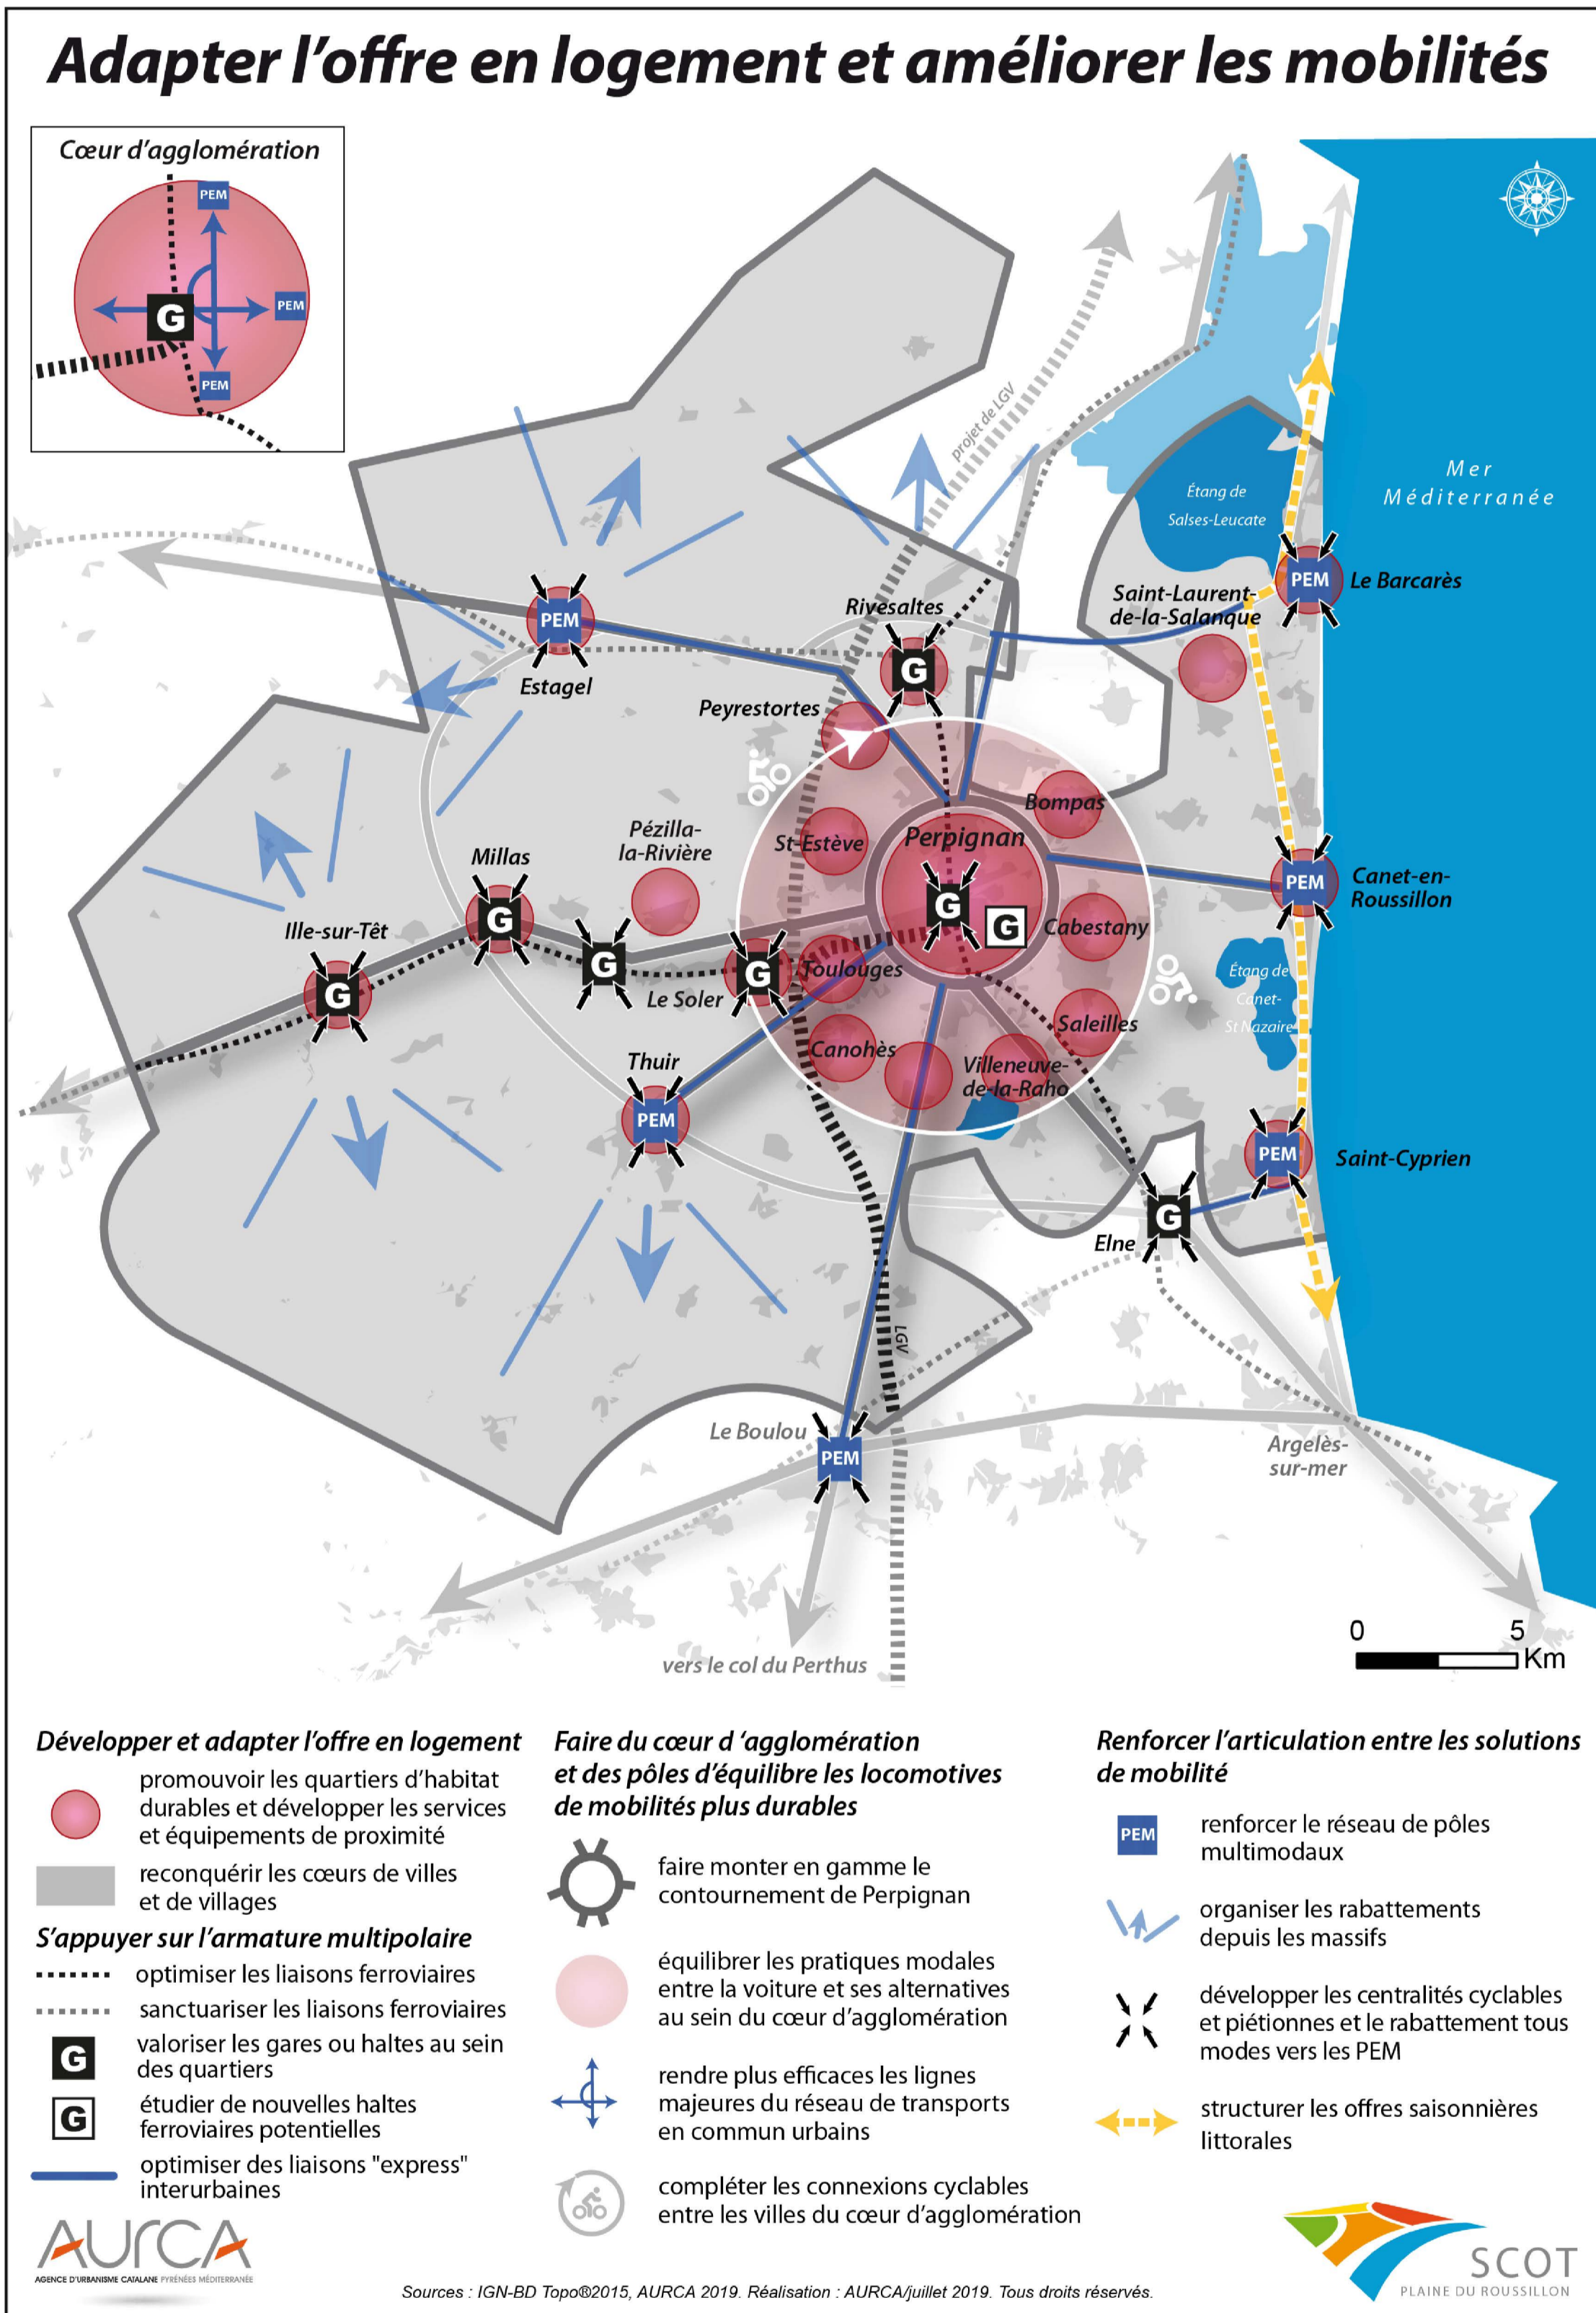 Adapter l'offre en logement et améliorer les mobilités
Cœur d'agglomération
PEM
G
PEM
PEM
projet de LGV
Mer
Méditerranée
Étang de
Salses-Leucate
PEM
Le Barcarès
Saint-Laurent-
de-la-Salanque
Rivesaltes
G
PEM
Estagel
Peyrestortes
Bompas
St-Estève
Perpignan
Pézilla-
la-Rivière
Millas
G
G
G
Cabestany
PEM
Canet-en-
Roussillon
Ille-sur-Têt
G
G
Le Soler
G
Toulouges
Étang de
Canet-
St Nazaire
Saleilles
Canohès
Villeneuve-
de-la-Raho
Thuir
PEM
PEM
Saint-Cyprien
G
Elne
LGV
Le Boulou
PEM
Argelès-
sur-mer
vers le col du Perthus
0 5
Km
Développer et adapter l'offre en logement
promouvoir les quartiers d'habitat
durables et développer les services
et équipements de proximité
reconquérir les cœurs de villes
et de villages
S'appuyer sur l'armature multipolaire
optimiser les liaisons ferroviaires
sanctuariser les liaisons ferroviaires
G
valoriser les gares ou haltes au sein
des quartiers
G
étudier de nouvelles haltes
ferroviaires potentielles
optimiser des liaisons "express"
interurbaines
Faire du cœur d 'agglomération
et des pôles d'équilibre les locomotives
de mobilités plus durables
faire monter en gamme le
contournement de Perpignan
équilibrer les pratiques modales
entre la voiture et ses alternatives
au sein du cœur d'agglomération
rendre plus efficaces les lignes
majeures du réseau de transports
en commun urbains
compléter les connexions cyclables
entre les villes du cœur d'agglomération
Renforcer l'articulation entre les solutions
de mobilité
PEM
renforcer le réseau de pôles
multimodaux
organiser les rabattements
depuis les massifs
développer les centralités cyclables
et piétionnes et le rabattement tous
modes vers les PEM
structurer les offres saisonnières
littorales
AURCA
AGENCE D'URBANISME CATALANE PYRÉNÉES MÉDITERRANÉE
Sources : IGN-BD Topo®2015, AURCA 2019. Réalisation : AURCA/juillet 2019. Tous droits réservés.
SCOT
PLAINE DU ROUSSILLON